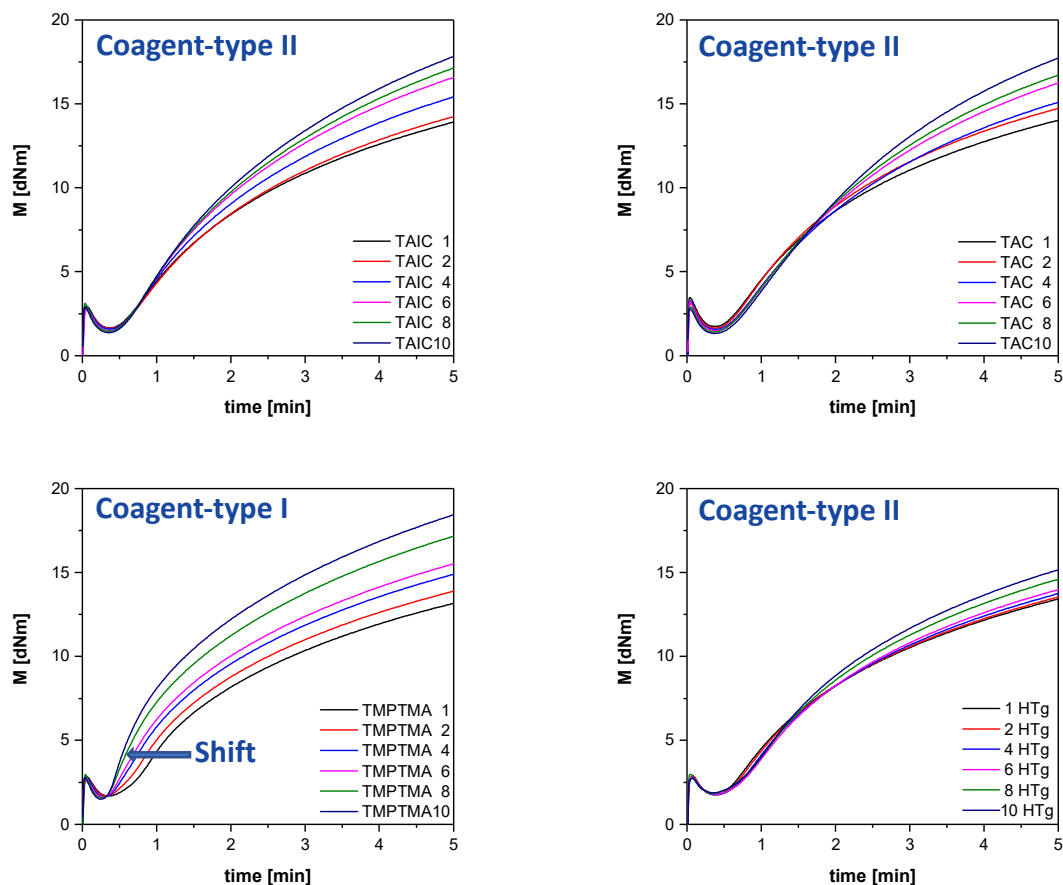 Coagent-type II
M [dNm]
20
15
10
5
0
TAIC 1
TAIC 2
TAIC 4
TAIC 6
TAIC 8
TAIC10
0 1 2 3 4 5
time [min]
Coagent-type II
M [dNm]
20
15
10
5
0
TAC 1
TAC 2
TAC 4
TAC 6
TAC 8
TAC10
0 1 2 3 4 5
time [min]
Coagent-type I
M [dNm]
20
15
10
5
0
Shift
TMPTMA 1
TMPTMA 2
TMPTMA 4
TMPTMA 6
TMPTMA 8
TMPTMA10
0 1 2 3 4 5
time [min]
Coagent-type II
M [dNm]
20
15
10
5
0
1 HTg
2 HTg
4 HTg
6 HTg
8 HTg
10 HTg
0 1 2 3 4 5
time [min]